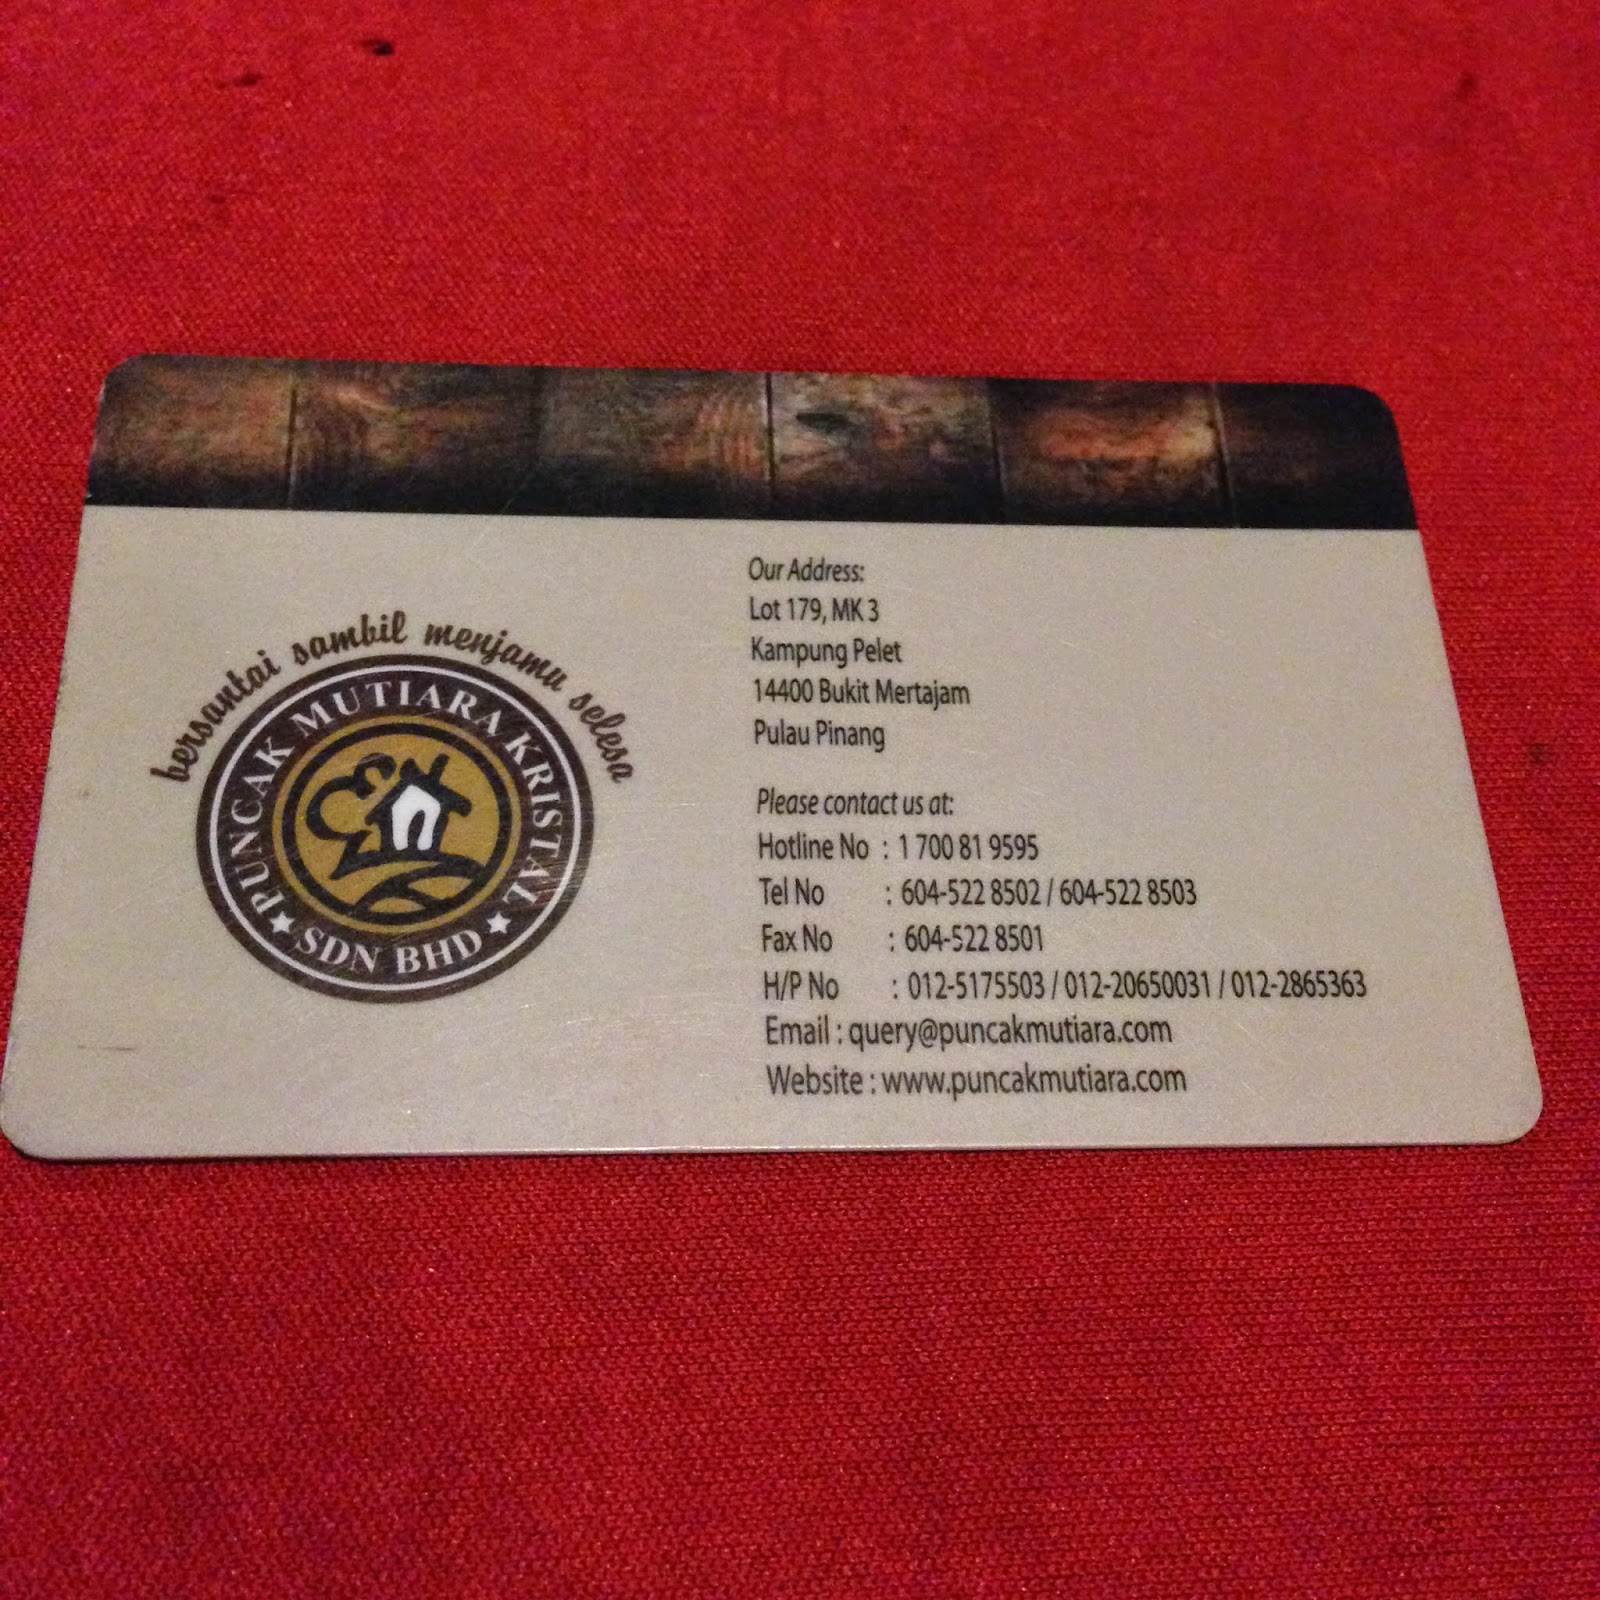 bersantai sambil menjamu selesa
PUNCAK MUTIARA KRISTAL
SDN BHD
Our Address:
Lot 179, MK 3
Kampung Pelet
14400 Bukit Mertajam
Pulau Pinang
Please contact us at:
Hotline No : 1 700 81 9595
Tel No : 604-522 8502 / 604-522 8503
Fax No : 604-522 8501
H/P No : 012-5175503 / 012-20650031 / 012-2865363
Email : query@puncakmutiara.com
Website : www.puncakmutiara.com